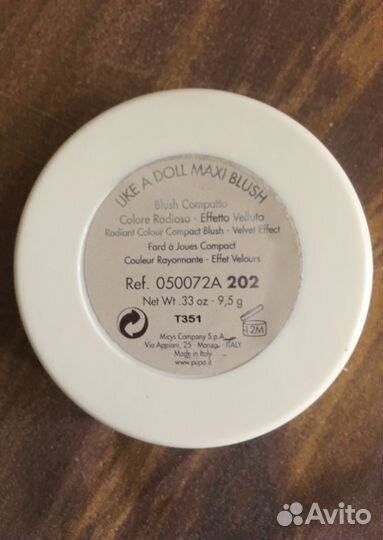 LIKE A DOLL MAXI BLUSH
Blush Compatto
Colore Radioso - Effetto Velluto
Radiant Colour Compact Blush - Velvet Effect
Fard à Joues Compact
Couleur Rayonnante - Effet Velours
Ref. 050072A 202
Net Wt .33 oz - 9,5 g
T351
12M
Micys Company S.p.A.
Via Appiani, 25 - Monza - ITALY
Made in Italy
www.pupa.it
Avito